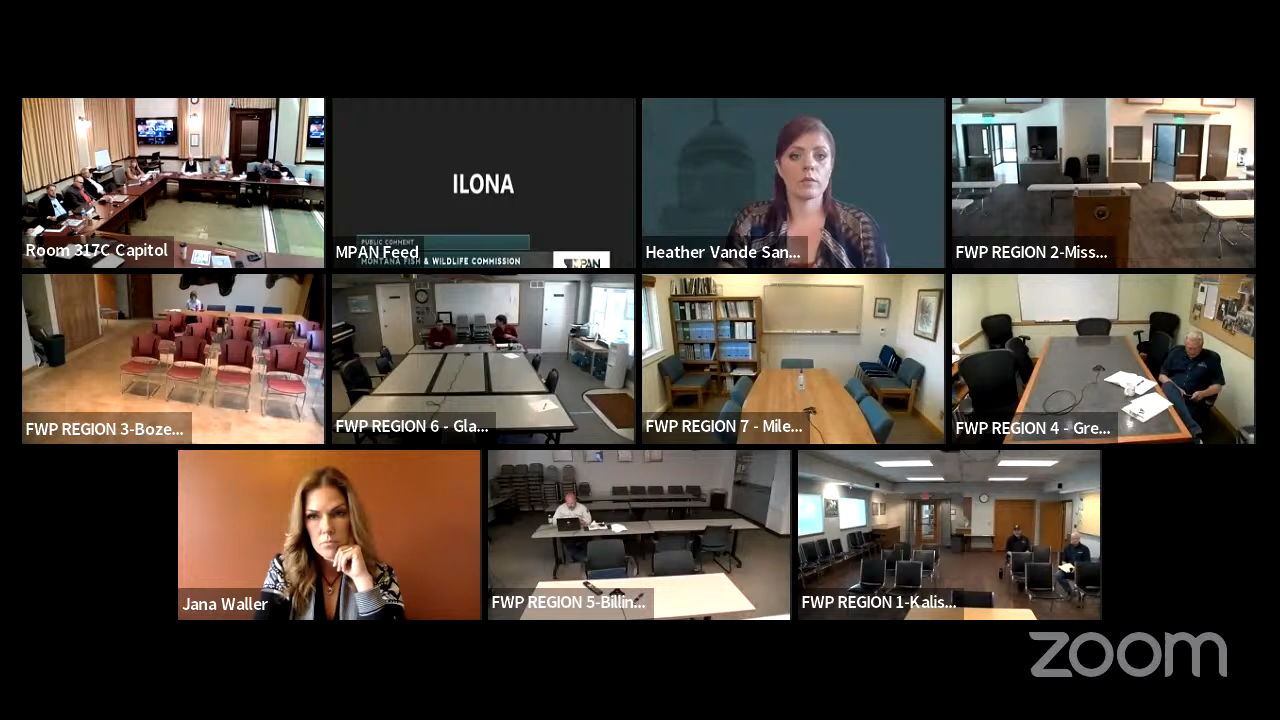 Room 317C Capitol
ILONA
PUBLIC COMMENT
MONTANA FISH & WILDLIFE COMMISSION
MPAN
MPAN Feed
Heather Vande San...
FWP REGION 2-Miss...
FWP REGION 3-Boze...
FWP REGION 6 - Gla...
FWP REGION 7 - Mile...
FWP REGION 4 - Gre...
Jana Waller
FWP REGION 5-Billin...
FWP REGION 1-Kalis...
zoom